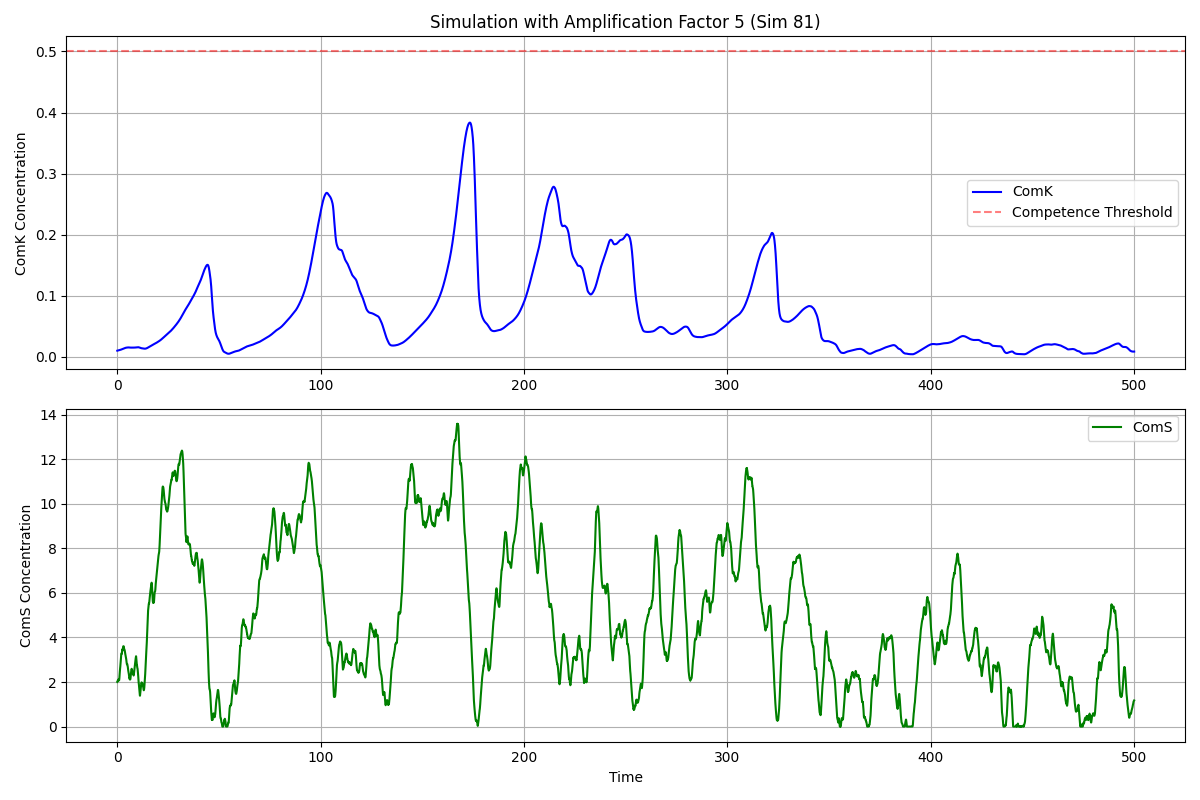 Simulation with Amplification Factor 5 (Sim 81)
ComK Concentration
0.5
0.4
0.3
0.2
0.1
0.0
ComK
Competence Threshold
0 100 200 300 400 500
ComS Concentration
14
12
10
8
6
4
2
0
ComS
0 100 200 300 400 500
Time